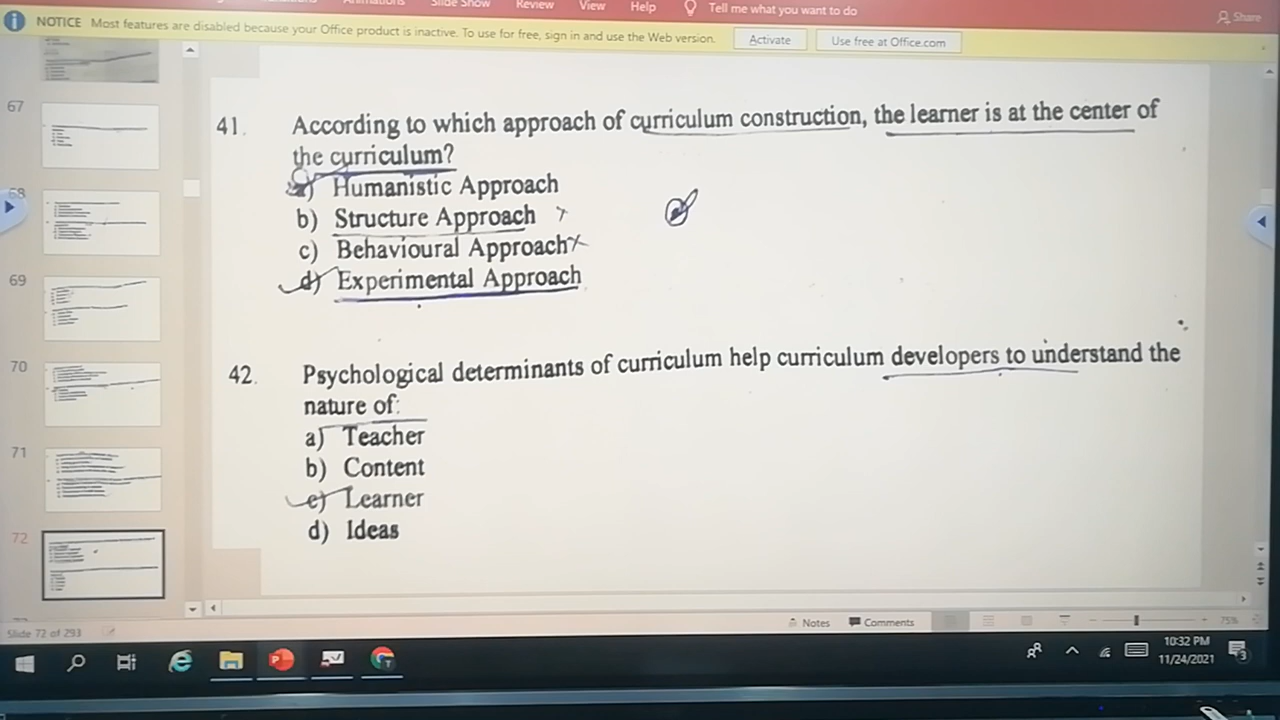 Slide Show
Review
View
Help
Tell me what you want to do
Share
NOTICE Most features are disabled because your Office product is inactive. To use for free, sign in and use the Web version.
Activate
Use free at Office.com
67
68
69
70
71
72
41. According to which approach of curriculum construction, the learner is at the center of
the curriculum?
a) Humanistic Approach
b) Structure Approach
c) Behavioural Approach
d) Experimental Approach
42. Psychological determinants of curriculum help curriculum developers to understand the
nature of:
a) Teacher
b) Content
c) Learner
d) Ideas
Slide 72 of 293
Notes
Comments
75%
10:32 PM
11/24/2021
3